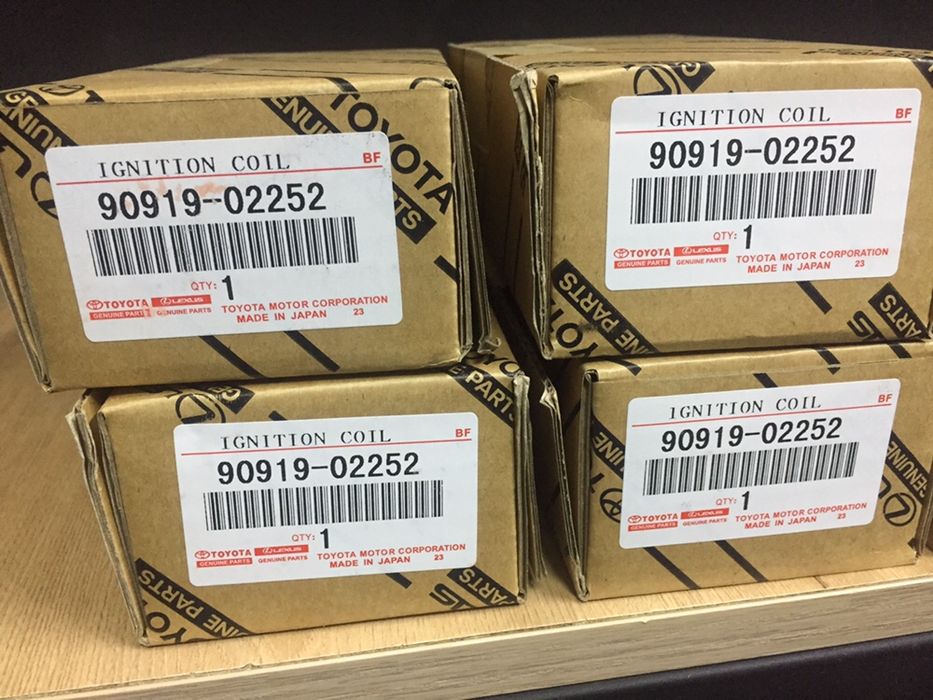 GENUINE
TOYOTA
GENUINE PARTS
IGNITION COIL
BF
90919-02252
QTY: 1
TOYOTA LEXUS
GENUINE PARTS GENUINE PARTS
TOYOTA MOTOR CORPORATION
MADE IN JAPAN 23
IGNITION COIL
BF
90919-02252
QTY: 1
TOYOTA LEXUS
GENUINE PARTS GENUINE PARTS
TOYOTA MOTOR CORPORATION
MADE IN JAPAN 23
PARTS
IGNITION COIL
BF
90919-02252
QTY: 1
TOYOTA LEXUS
GENUINE PARTS GENUINE PARTS
TOYOTA MOTOR CORPORATION
MADE IN JAPAN 23
PARTS
IGNITION COIL
BF
90919-02252
QTY: 1
TOYOTA LEXUS
GENUINE PARTS GENUINE PARTS
TOYOTA MOTOR CORPORATION
MADE IN JAPAN 23
GENUINE